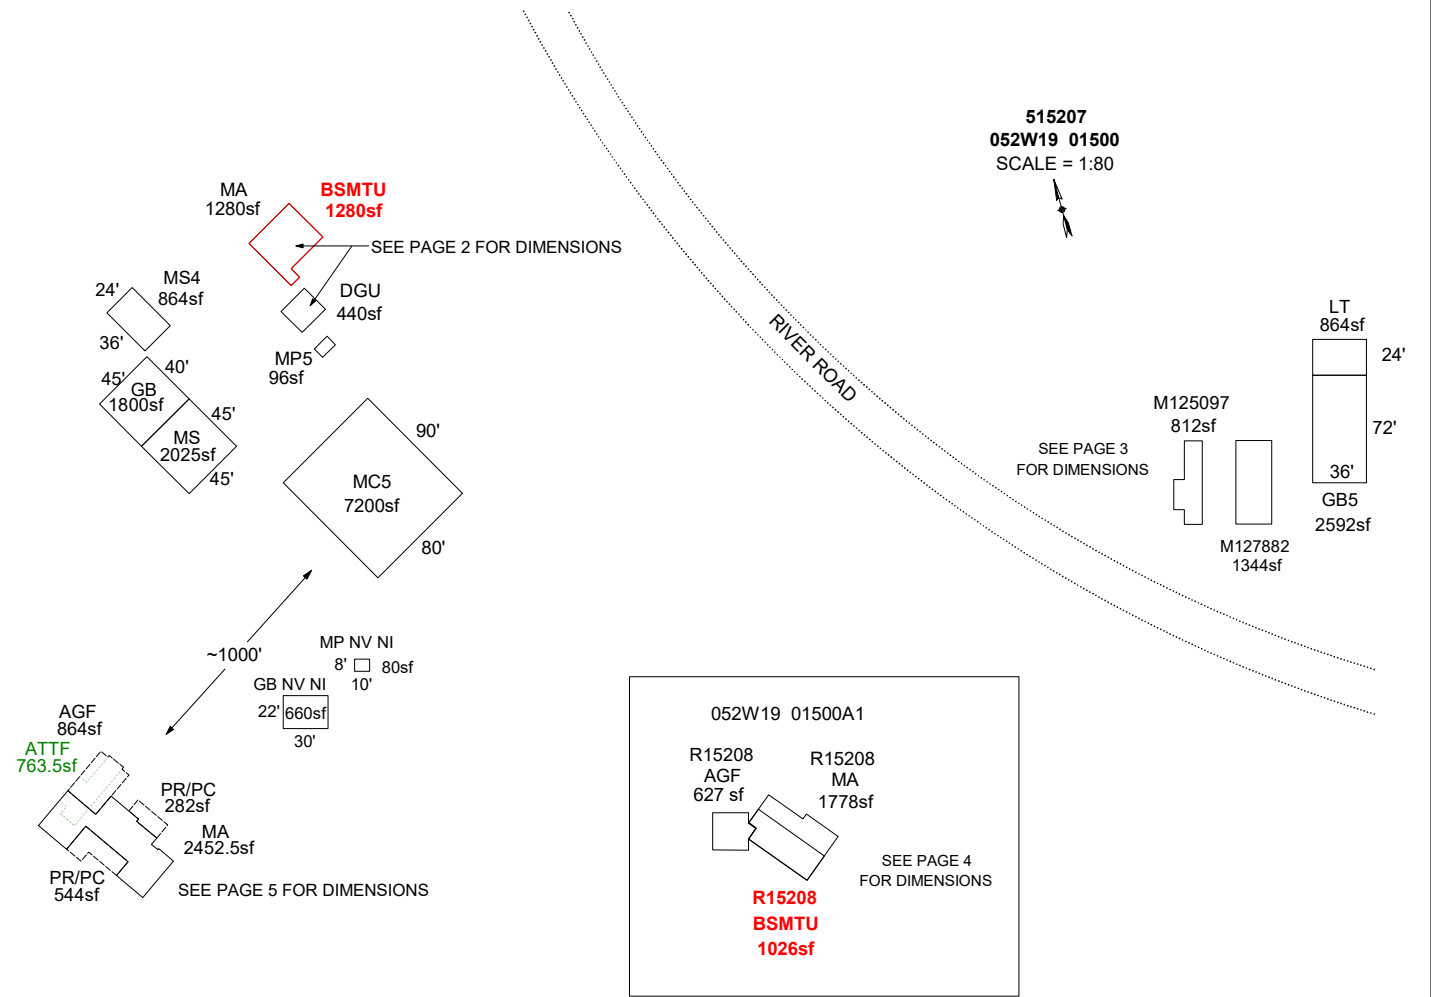 515207
052W19 01500
SCALE = 1:80
MA
1280sf
BSMTU
1280sf
SEE PAGE 2 FOR DIMENSIONS
MS4
864sf
24'
36'
DGU
440sf
MP5
96sf
45'
40'
GB
1800sf
45'
MS
2025sf
45'
90'
MC5
7200sf
80'
RIVER ROAD
LT
864sf
24'
72'
36'
GB5
2592sf
M125097
812sf
SEE PAGE 3
FOR DIMENSIONS
M127882
1344sf
~1000'
MP NV NI
8'
80sf
10'
GB NV NI
22'
660sf
30'
AGF
864sf
ATTF
763.5sf
PR/PC
282sf
MA
2452.5sf
PR/PC
544sf
SEE PAGE 5 FOR DIMENSIONS
052W19 01500A1
R15208
AGF
627 sf
R15208
MA
1778sf
SEE PAGE 4
FOR DIMENSIONS
R15208
BSMTU
1026sf